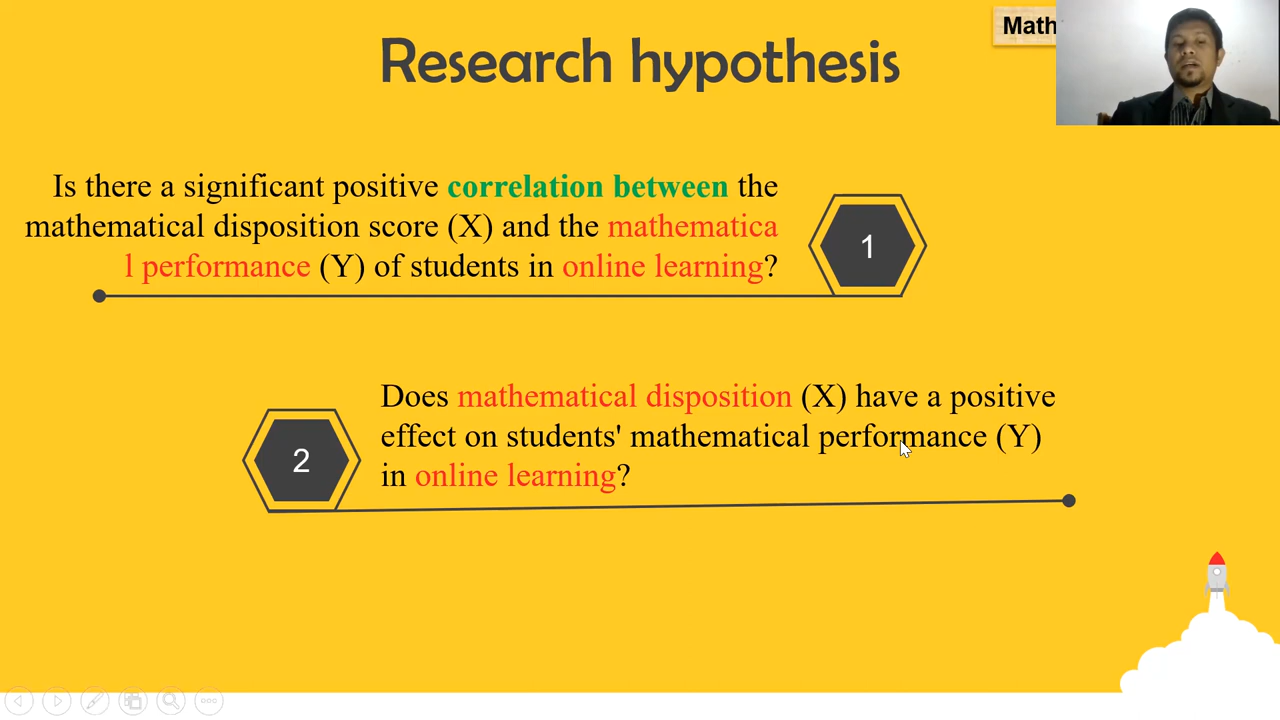 Math
Research hypothesis
Is there a significant positive correlation between the
mathematical disposition score (X) and the mathematica
l performance (Y) of students in online learning?
1
2
Does mathematical disposition (X) have a positive
effect on students' mathematical performance (Y)
in online learning?